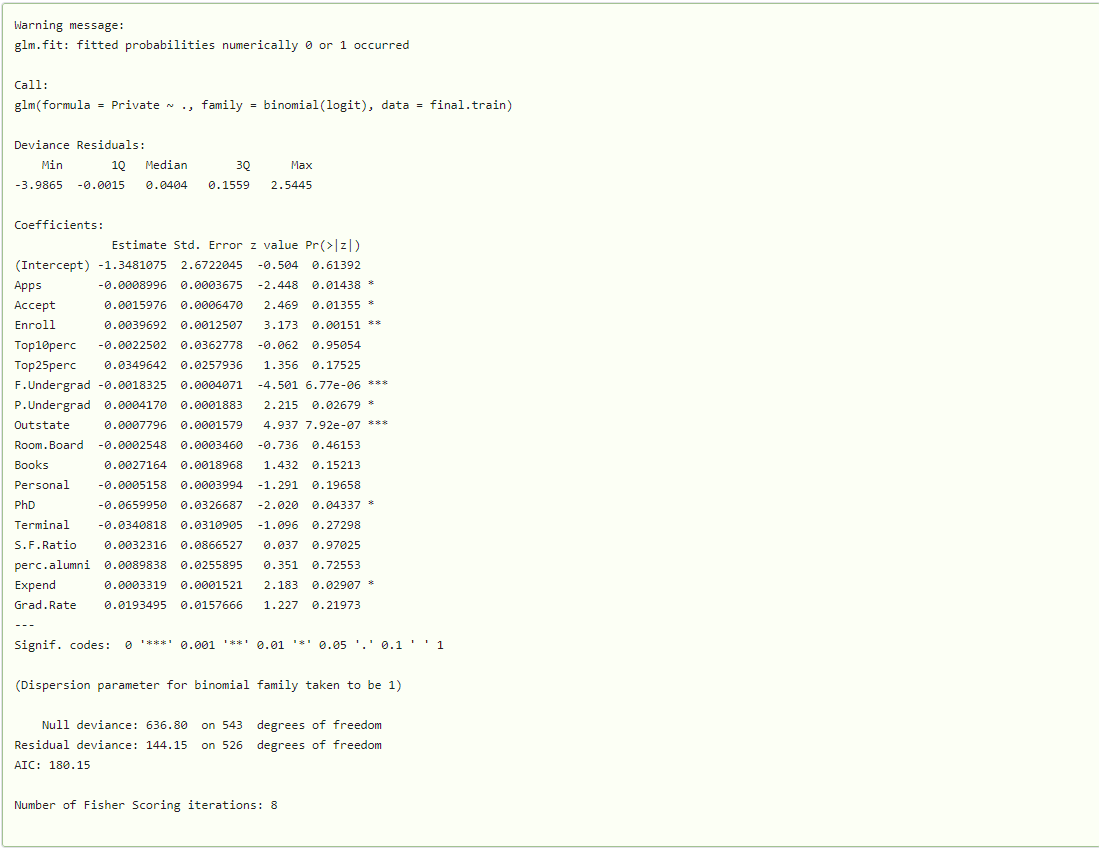 Warning message:
glm.fit: fitted probabilities numerically 0 or 1 occurred
Call:
glm(formula = Private ~ ., family = binomial(logit), data = final.train)
Deviance Residuals:
    Min       1Q   Median       3Q      Max
-3.9865  -0.0015   0.0404   0.1559   2.5445
Coefficients:
              Estimate Std. Error z value Pr(>|z|)
(Intercept) -1.3481075  2.6722045  -0.504  0.61392
Apps        -0.0008996  0.0003675  -2.448  0.01438 *
Accept       0.0015976  0.0006470   2.469  0.01355 *
Enroll       0.0039692  0.0012507   3.173  0.00151 **
Top10perc   -0.0022502  0.0362778  -0.062  0.95054
Top25perc    0.0349642  0.0257936   1.356  0.17525
F.Undergrad -0.0018325  0.0004071  -4.501 6.77e-06 ***
P.Undergrad  0.0004170  0.0001883   2.215  0.02679 *
Outstate     0.0007796  0.0001579   4.937 7.92e-07 ***
Room.Board  -0.0002548  0.0003460  -0.736  0.46153
Books        0.0027164  0.0018968   1.432  0.15213
Personal    -0.0005158  0.0003994  -1.291  0.19658
PhD         -0.0659950  0.0326687  -2.020  0.04337 *
Terminal    -0.0340818  0.0310905  -1.096  0.27298
S.F.Ratio    0.0032316  0.0866527   0.037  0.97025
perc.alumni  0.0089838  0.0255895   0.351  0.72553
Expend       0.0003319  0.0001521   2.183  0.02907 *
Grad.Rate    0.0193495  0.0157666   1.227  0.21973
---
Signif. codes:  0 '***' 0.001 '**' 0.01 '*' 0.05 '.' 0.1 ' ' 1
(Dispersion parameter for binomial family taken to be 1)
    Null deviance: 636.80  on 543  degrees of freedom
Residual deviance: 144.15  on 526  degrees of freedom
AIC: 180.15
Number of Fisher Scoring iterations: 8